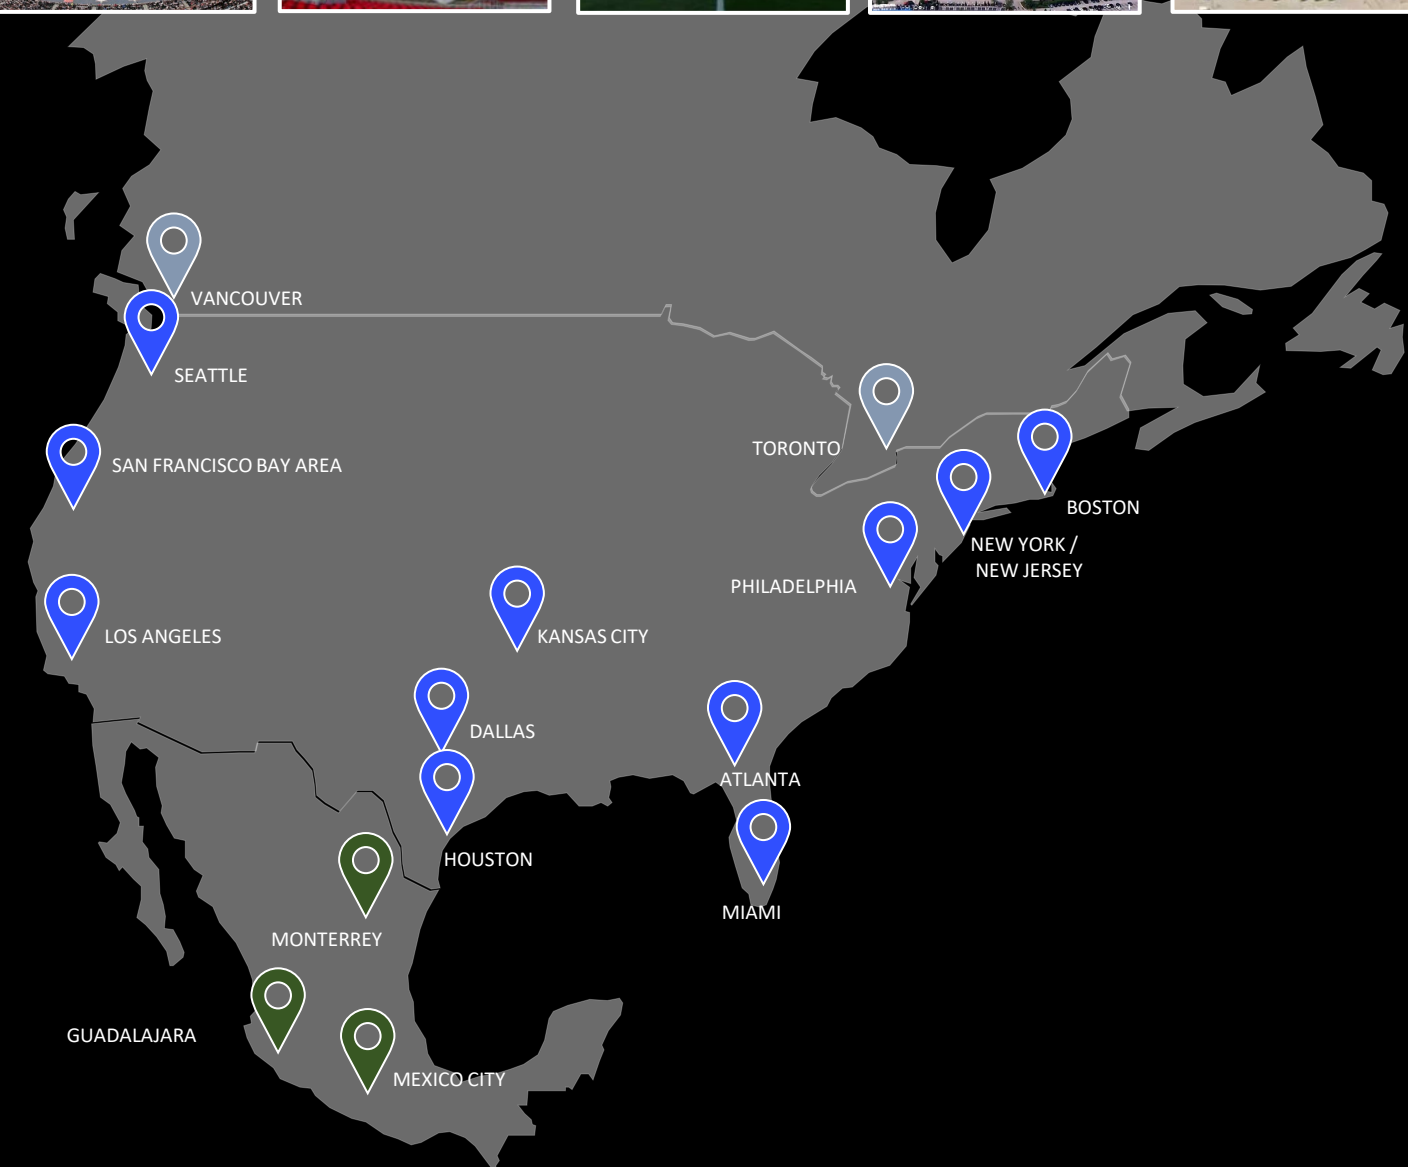 VANCOUVER
SEATTLE
TORONTO
SAN FRANCISCO BAY AREA
BOSTON
NEW YORK /
NEW JERSEY
PHILADELPHIA
LOS ANGELES
KANSAS CITY
DALLAS
ATLANTA
HOUSTON
MIAMI
MONTERREY
GUADALAJARA
MEXICO CITY